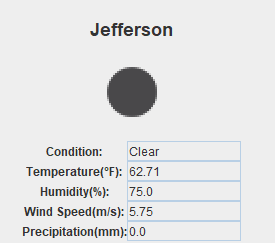 Jefferson
Condition: Clear
Temperature(°F): 62.71
Humidity(%): 75.0
Wind Speed(m/s): 5.75
Precipitation(mm): 0.0